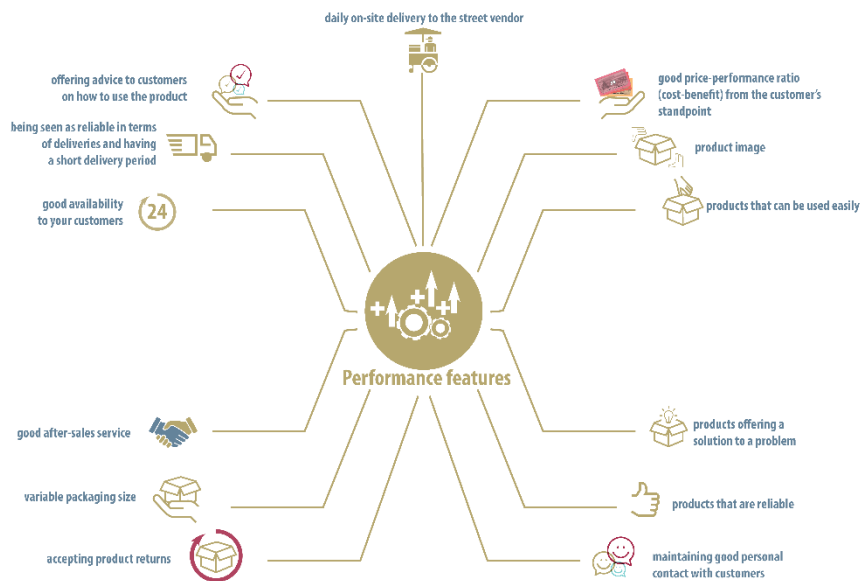 daily on-site delivery to the street vendor
offering advice to customers
on how to use the product
good price-performance ratio
(cost-benefit) from the customer's
standpoint
being seen as reliable in terms
of deliveries and having
a short delivery period
product image
good availability
to your customers
24
products that can be used easily
Performance features
good after-sales service
products offering a
solution to a problem
variable packaging size
products that are reliable
accepting product returns
maintaining good personal
contact with customers